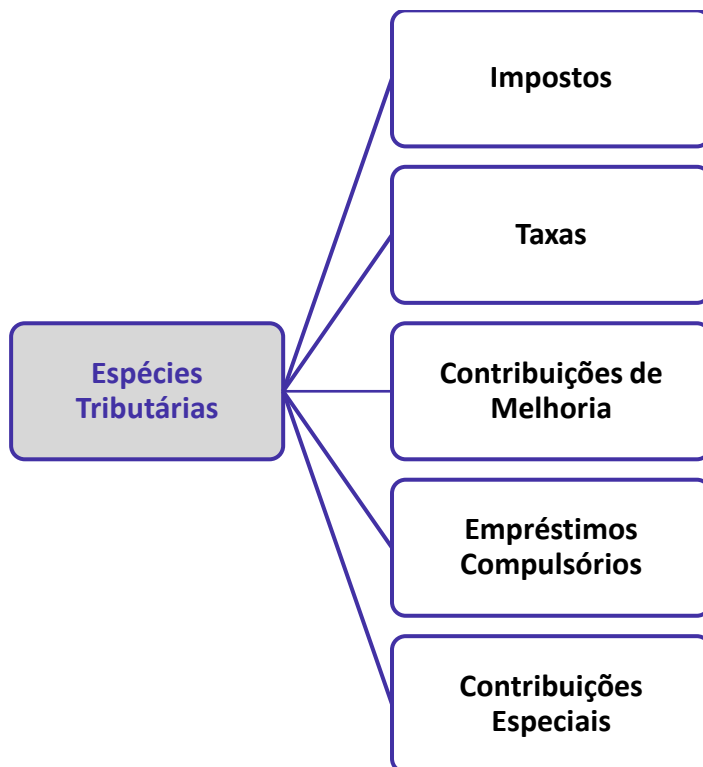 Espécies
Tributárias
Impostos
Taxas
Contribuições de
Melhoria
Empréstimos
Compulsórios
Contribuições
Especiais